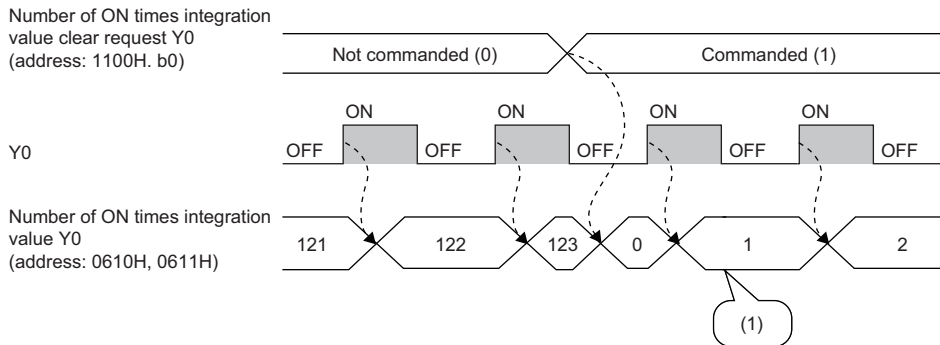 Number of ON times integration
value clear request Y0
(address: 1100H. b0)
Not commanded (0)
Commanded (1)
ON
ON
ON
ON
Y0
OFF
OFF
OFF
OFF
OFF
Number of ON times integration
value Y0
(address: 0610H, 0611H)
121
122
123
0
1
2
(1)